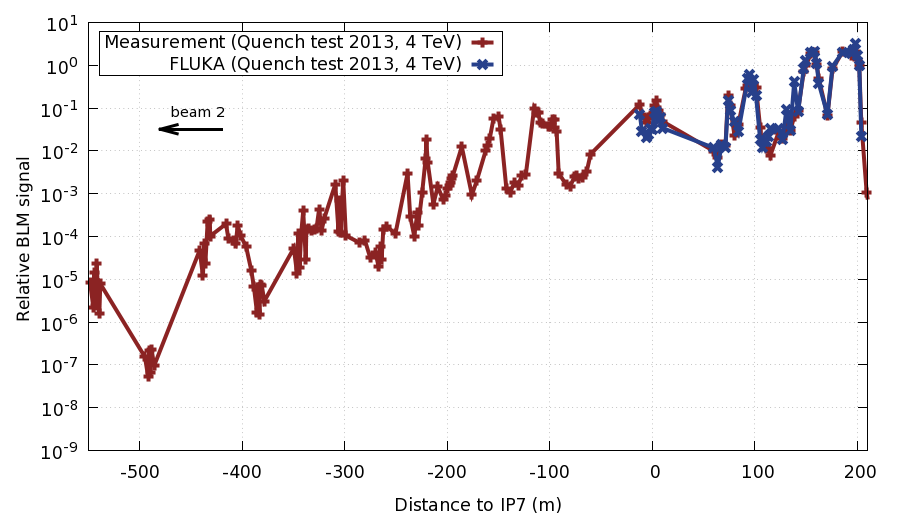 Measurement (Quench test 2013, 4 TeV)
FLUKA (Quench test 2013, 4 TeV)
beam 2
Relative BLM signal
10^1
10^0
10^-1
10^-2
10^-3
10^-4
10^-5
10^-6
10^-7
10^-8
10^-9
-500 -400 -300 -200 -100 0 100 200
Distance to IP7 (m)